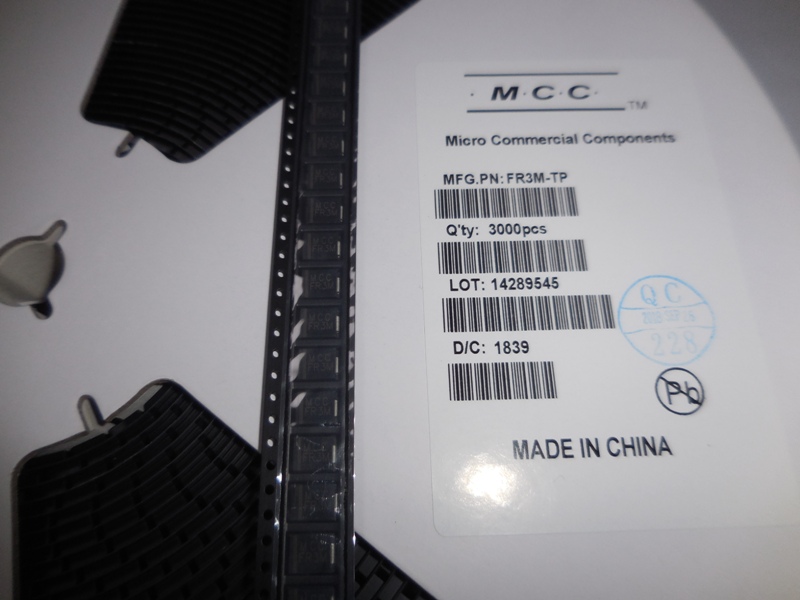 · M·C·C· TM
Micro Commercial Components
MFG.PN: FR3M-TP
Q'ty: 3000pcs
LOT: 14289545
D/C: 1839
QC
228
Pb
MADE IN CHINA